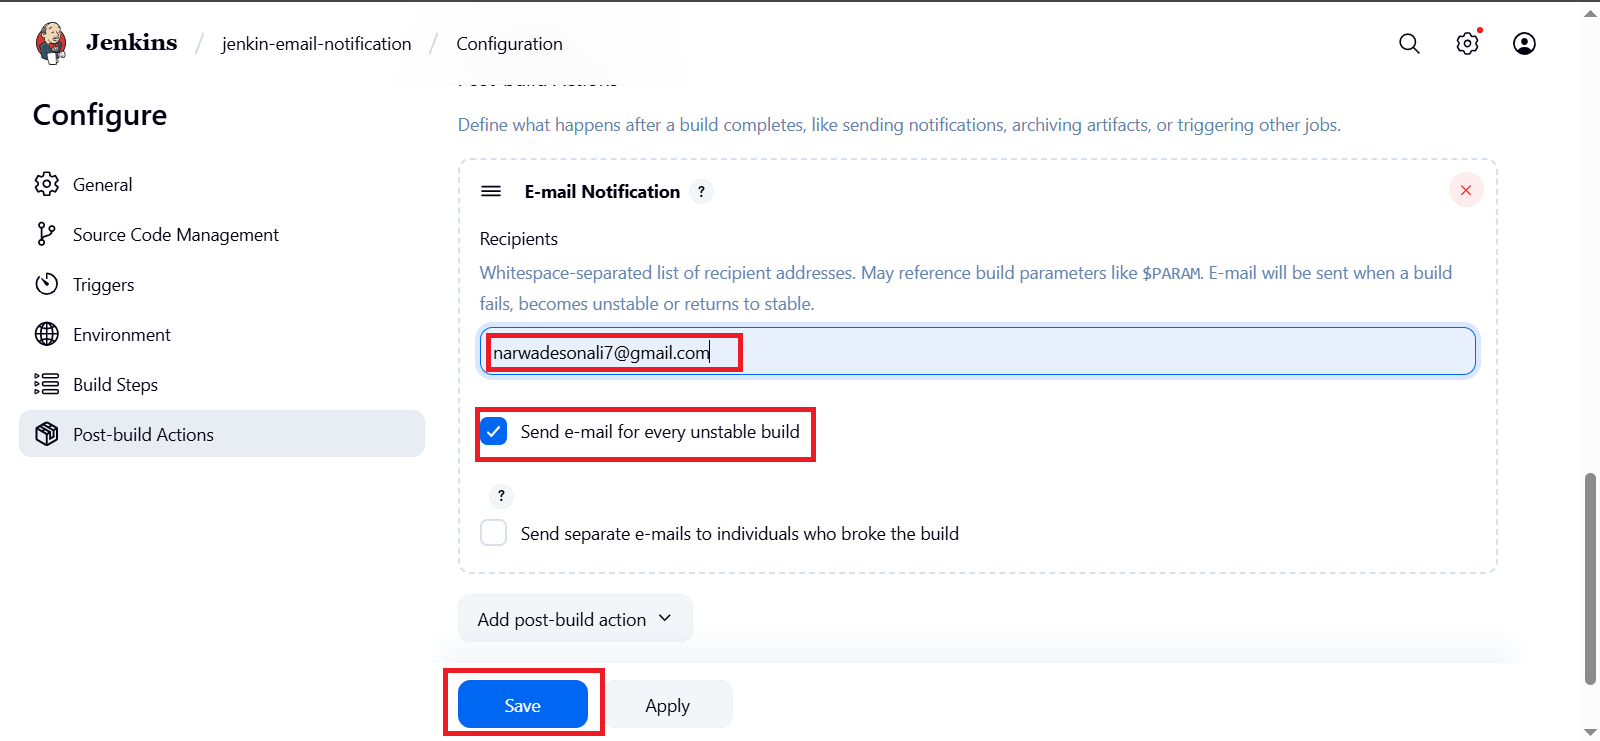 Jenkins / jenkin-email-notification / Configuration
Configure
General
Source Code Management
Triggers
Environment
Build Steps
Post-build Actions
Post-build Actions
Define what happens after a build completes, like sending notifications, archiving artifacts, or triggering other jobs.
E-mail Notification ?
Recipients
Whitespace-separated list of recipient addresses. May reference build parameters like $PARAM. E-mail will be sent when a build
fails, becomes unstable or returns to stable.
narwadesonali7@gmail.com
Send e-mail for every unstable build
?
Send separate e-mails to individuals who broke the build
Add post-build action
Save
Apply